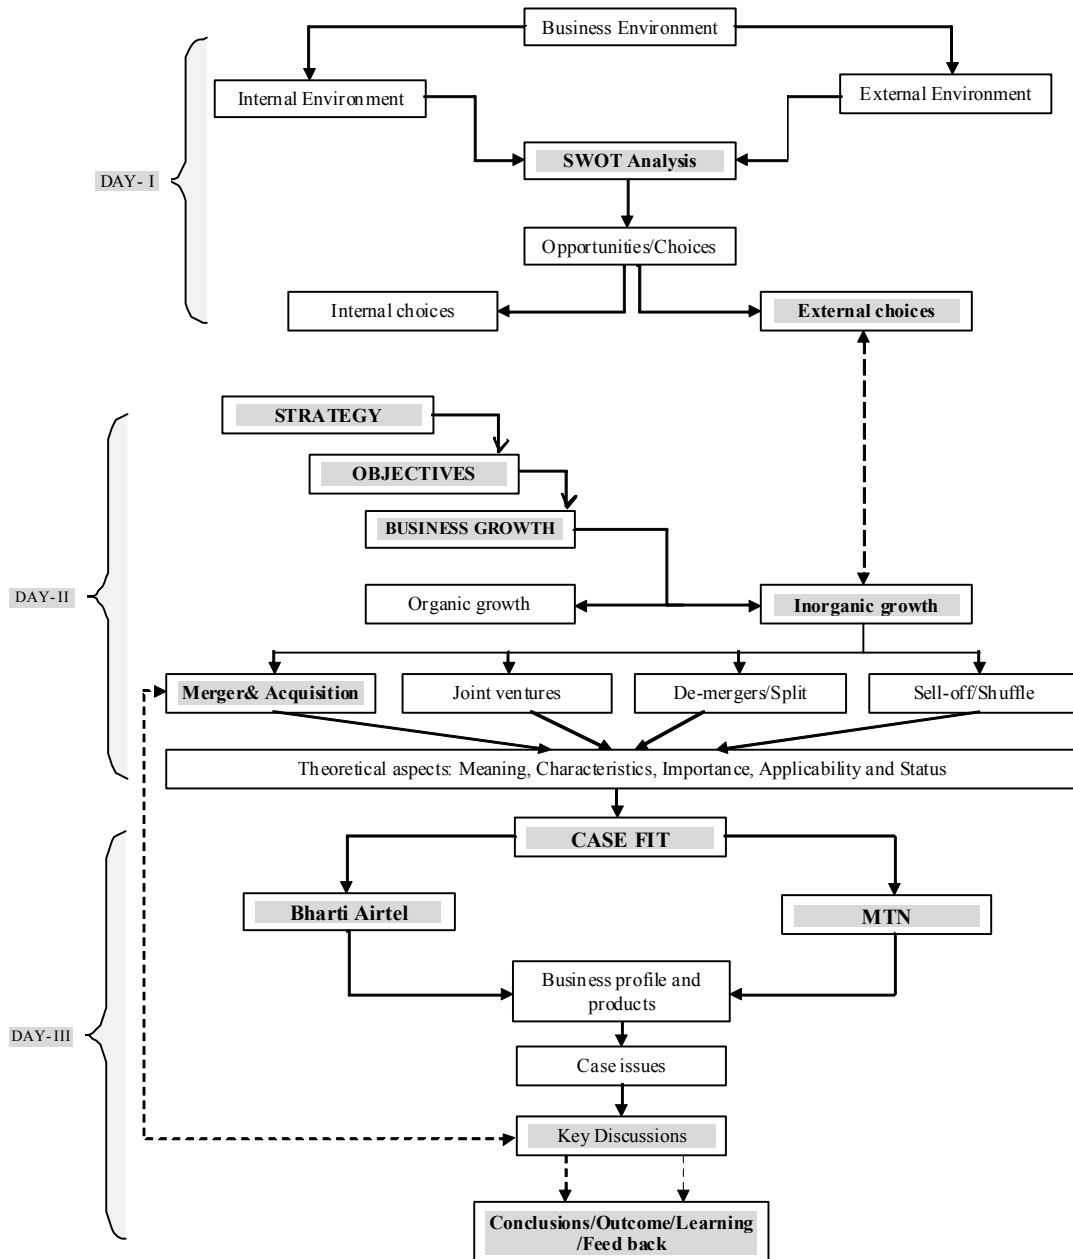 Business Environment
Internal Environment
External Environment
SWOT Analysis
DAY- I
Opportunities/Choices
Internal choices
External choices
STRATEGY
OBJECTIVES
BUSINESS GROWTH
DAY-II
Organic growth
Inorganic growth
Merger& Acquisition
Joint ventures
De-mergers/Split
Sell-off/Shuffle
Theoretical aspects: Meaning, Characteristics, Importance, Applicability and Status
CASE FIT
Bharti Airtel
MTN
Business profile and
products
DAY-III
Case issues
Key Discussions
Conclusions/Outcome/Learning
/Feed back